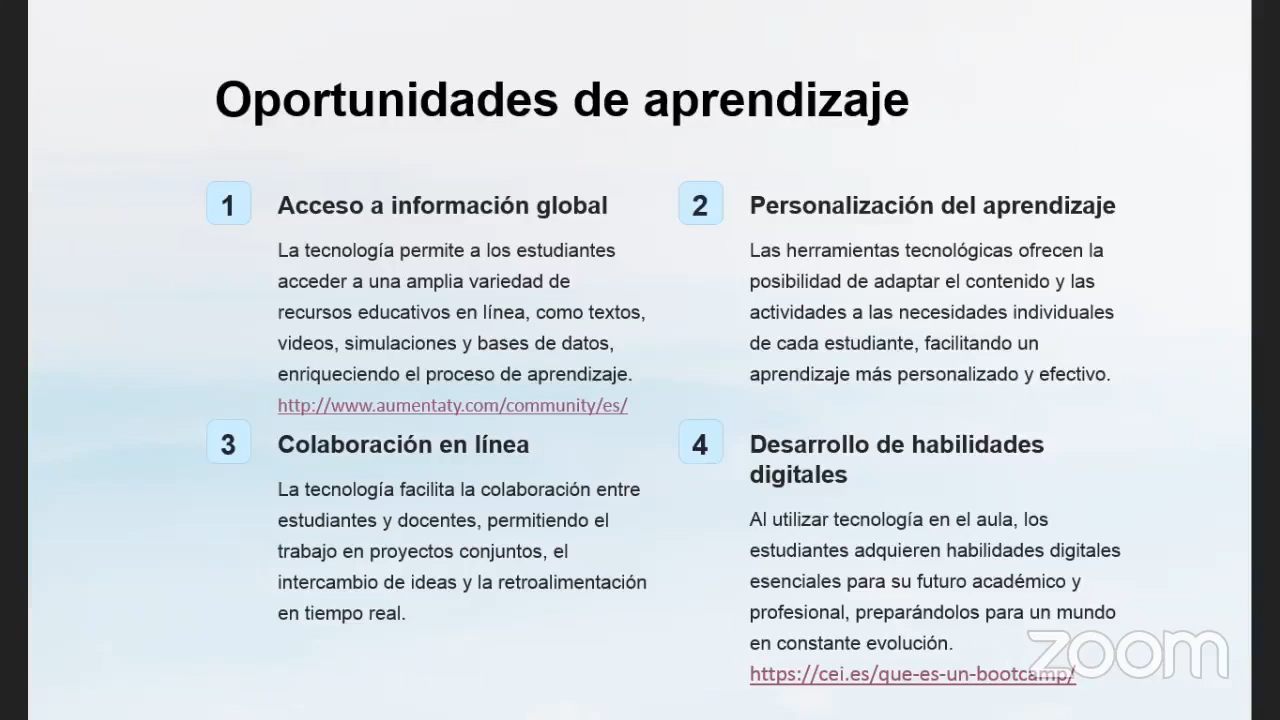 Oportunidades de aprendizaje
1
Acceso a información global
La tecnología permite a los estudiantes
acceder a una amplia variedad de
recursos educativos en línea, como textos,
videos, simulaciones y bases de datos,
enriqueciendo el proceso de aprendizaje.
http://www.aumentaty.com/community/es/
2
Personalización del aprendizaje
Las herramientas tecnológicas ofrecen la
posibilidad de adaptar el contenido y las
actividades a las necesidades individuales
de cada estudiante, facilitando un
aprendizaje más personalizado y efectivo.
3
Colaboración en línea
La tecnología facilita la colaboración entre
estudiantes y docentes, permitiendo el
trabajo en proyectos conjuntos, el
intercambio de ideas y la retroalimentación
en tiempo real.
4
Desarrollo de habilidades
digitales
Al utilizar tecnología en el aula, los
estudiantes adquieren habilidades digitales
esenciales para su futuro académico y
profesional, preparándolos para un mundo
en constante evolución.
https://cei.es/que-es-un-bootcamp/
zoom